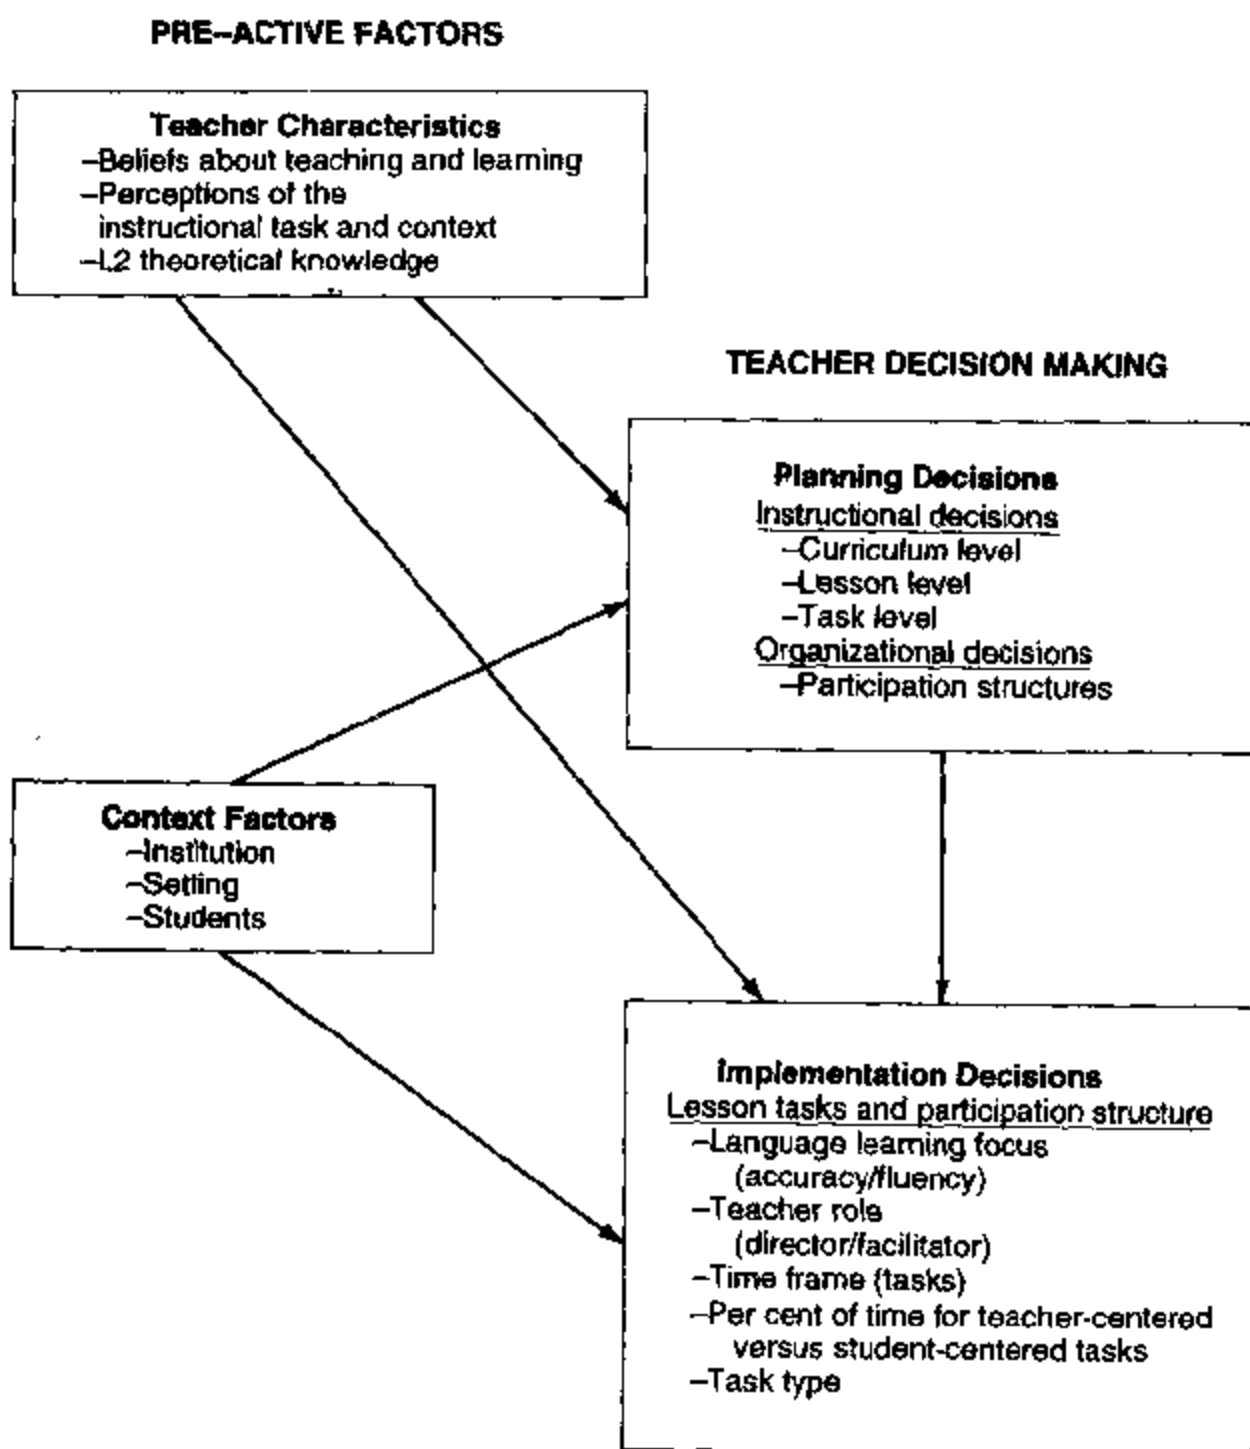 PRE–ACTIVE FACTORS
Teacher Characteristics
–Beliefs about teaching and learning
–Perceptions of the
instructional task and context
–L2 theoretical knowledge
TEACHER DECISION MAKING
Planning Decisions
Instructional decisions
–Curriculum level
–Lesson level
–Task level
Organizational decisions
–Participation structures
Context Factors
–Institution
–Setting
–Students
Implementation Decisions
Lesson tasks and participation structure
–Language learning focus
(accuracy/fluency)
–Teacher role
(director/facilitator)
–Time frame (tasks)
–Per cent of time for teacher-centered
versus student-centered tasks
–Task type